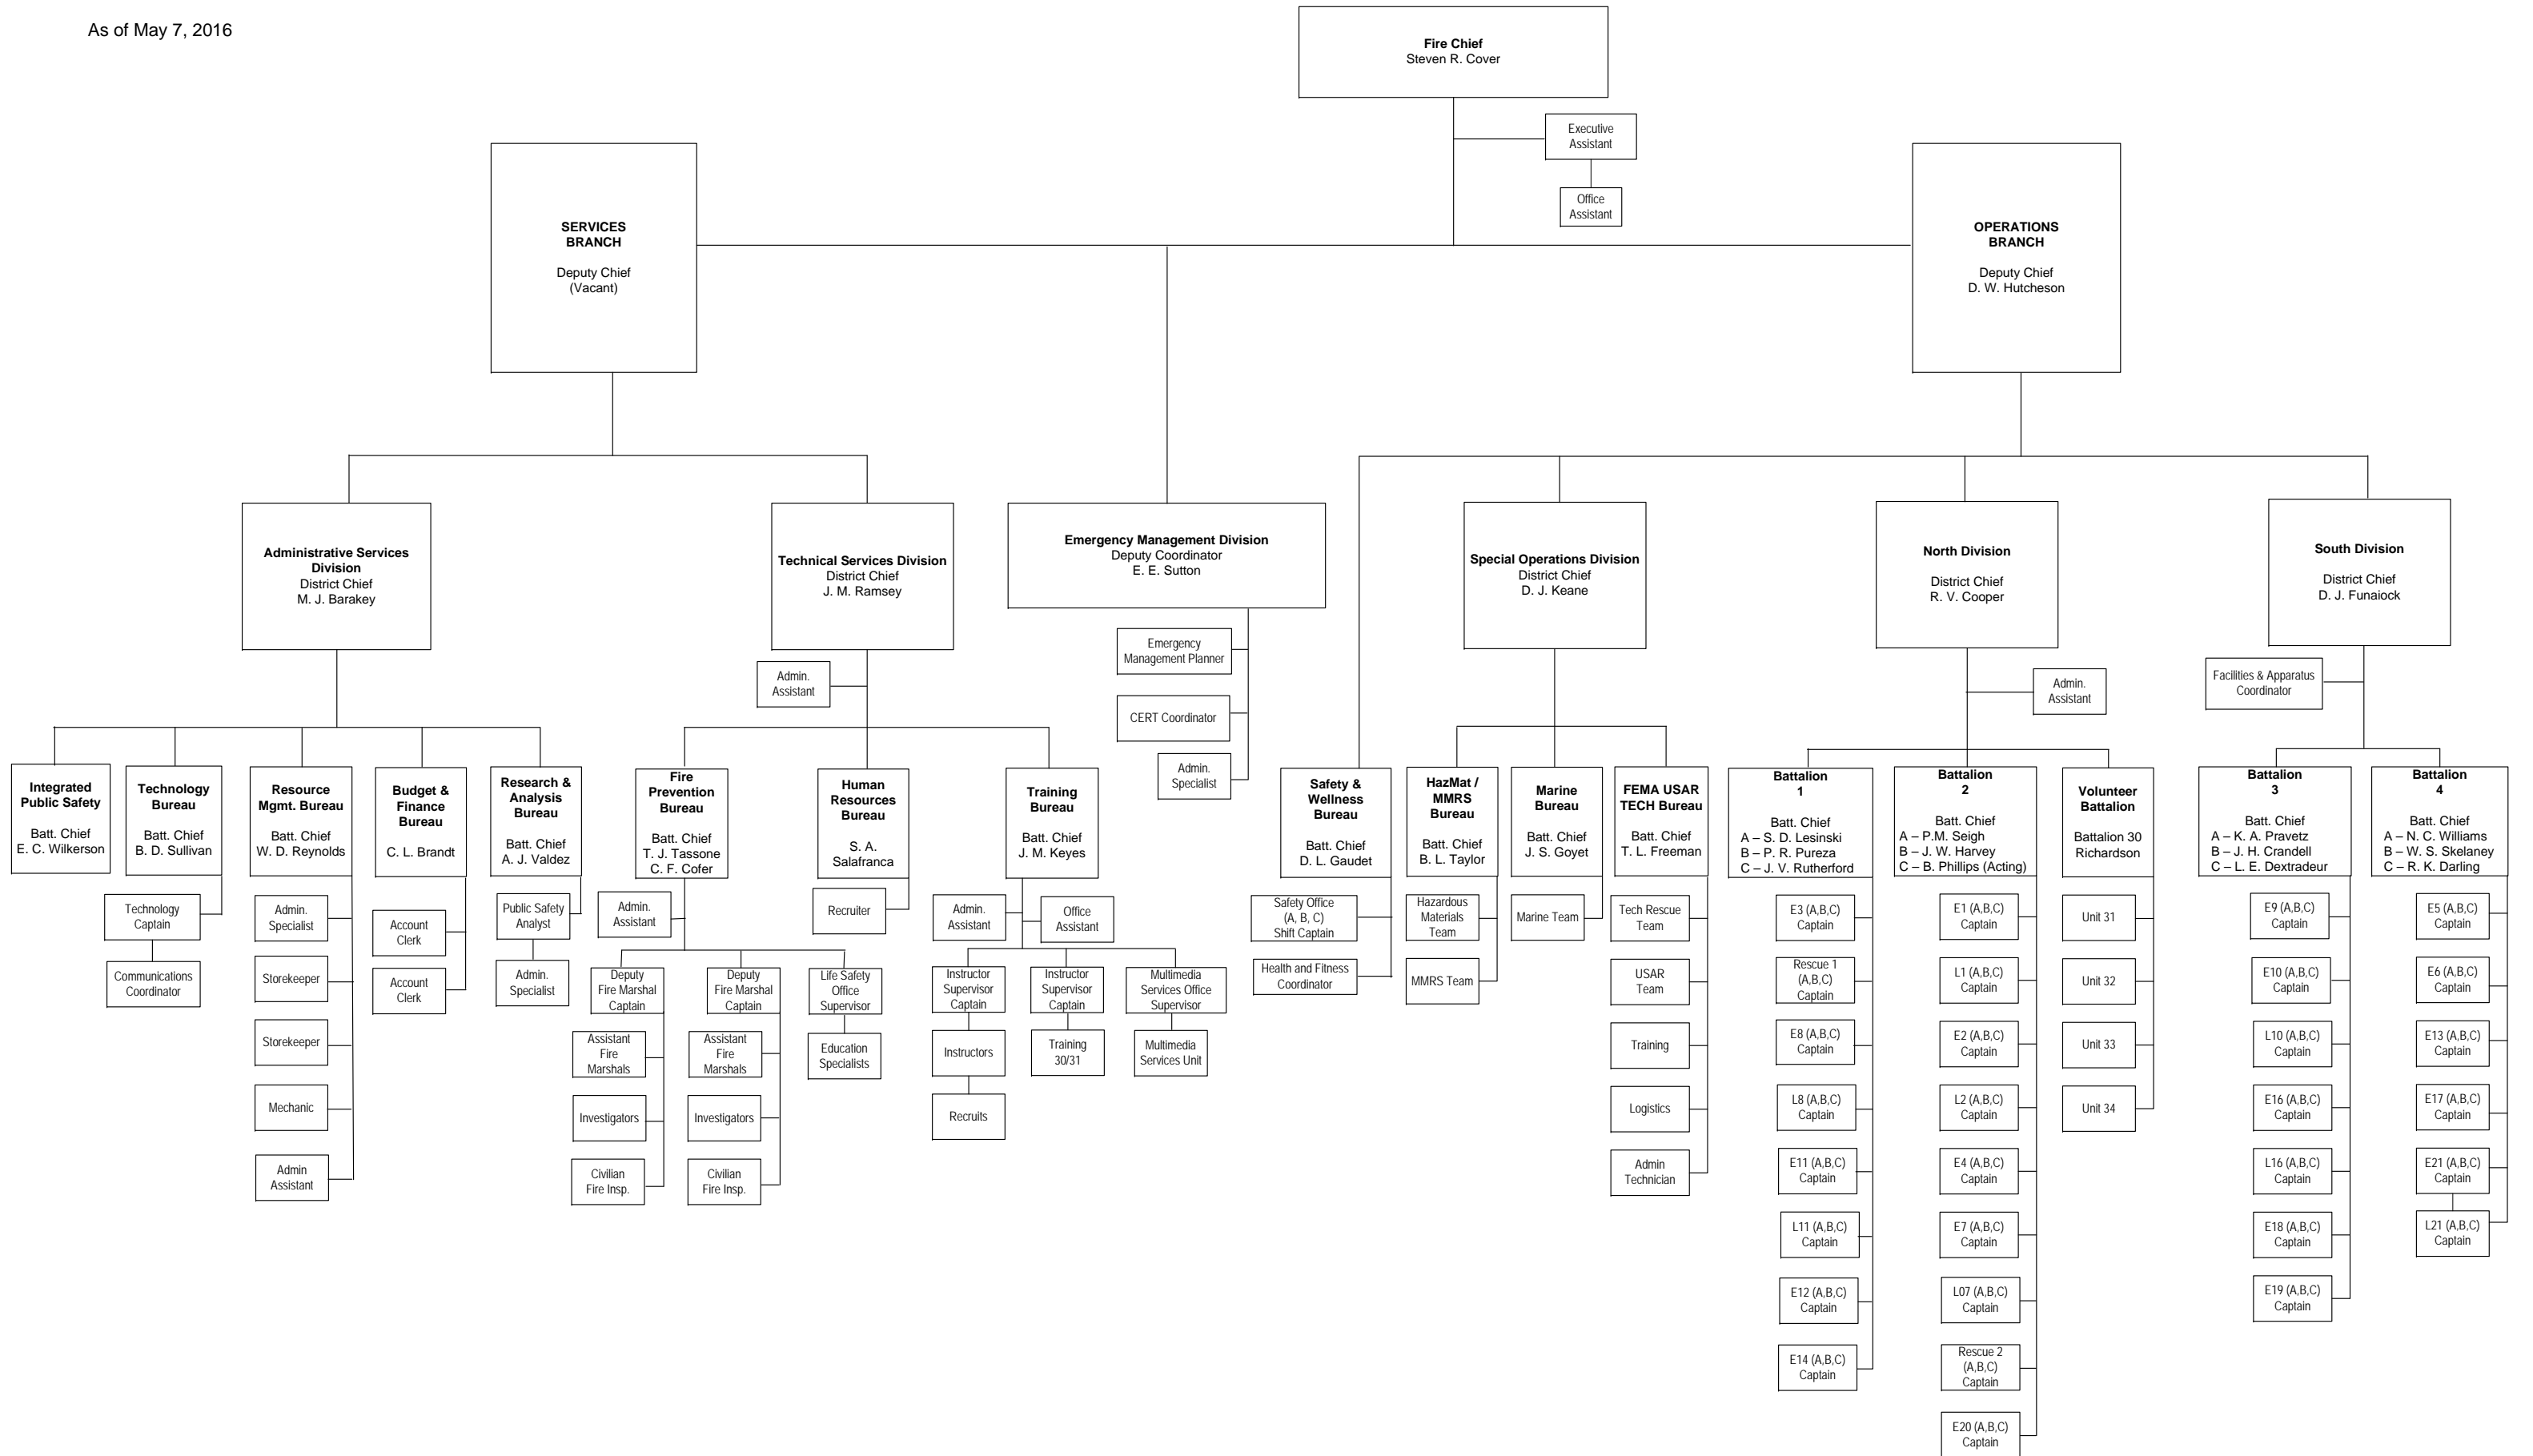 As of May 7, 2016
Fire Chief
Steven R. Cover
Executive
Assistant
Office
Assistant
SERVICES
BRANCH
Deputy Chief
(Vacant)
OPERATIONS
BRANCH
Deputy Chief
D. W. Hutcheson
Administrative Services
Division
District Chief
M. J. Barakey
Technical Services Division
District Chief
J. M. Ramsey
Emergency Management Division
Deputy Coordinator
E. E. Sutton
Special Operations Division
District Chief
D. J. Keane
North Division
District Chief
R. V. Cooper
South Division
District Chief
D. J. Funaiock
Admin.
Assistant
Emergency
Management Planner
CERT Coordinator
Admin.
Specialist
Admin.
Assistant
Facilities & Apparatus
Coordinator
Integrated
Public Safety
Batt. Chief
E. C. Wilkerson
Technology
Bureau
Batt. Chief
B. D. Sullivan
Technology
Captain
Communications
Coordinator
Resource
Mgmt. Bureau
Batt. Chief
W. D. Reynolds
Admin.
Specialist
Storekeeper
Storekeeper
Mechanic
Admin
Assistant
Budget &
Finance
Bureau
C. L. Brandt
Account
Clerk
Account
Clerk
Research &
Analysis
Bureau
Batt. Chief
A. J. Valdez
Public Safety
Analyst
Admin.
Specialist
Fire
Prevention
Bureau
Batt. Chief
T. J. Tassone
C. F. Cofer
Admin.
Assistant
Deputy
Fire Marshal
Captain
Assistant
Fire
Marshals
Investigators
Civilian
Fire Insp.
Deputy
Fire Marshal
Captain
Assistant
Fire
Marshals
Investigators
Civilian
Fire Insp.
Life Safety
Office
Supervisor
Education
Specialists
Human
Resources
Bureau
S. A.
Salafranca
Recruiter
Training
Bureau
Batt. Chief
J. M. Keyes
Admin.
Assistant
Office
Assistant
Instructor
Supervisor
Captain
Instructors
Recruits
Instructor
Supervisor
Captain
Training
30/31
Multimedia
Services Office
Supervisor
Multimedia
Services Unit
Safety &
Wellness
Bureau
Batt. Chief
D. L. Gaudet
Safety Office
(A, B, C)
Shift Captain
Health and Fitness
Coordinator
HazMat /
MMRS
Bureau
Batt. Chief
B. L. Taylor
Hazardous
Materials
Team
MMRS Team
Marine
Bureau
Batt. Chief
J. S. Goyet
Marine Team
FEMA USAR
TECH Bureau
Batt. Chief
T. L. Freeman
Tech Rescue
Team
USAR
Team
Training
Logistics
Admin
Technician
Battalion
1
Batt. Chief
A – S. D. Lesinski
B – P. R. Pureza
C – J. V. Rutherford
E3 (A,B,C)
Captain
Rescue 1
(A,B,C)
Captain
E8 (A,B,C)
Captain
L8 (A,B,C)
Captain
E11 (A,B,C)
Captain
L11 (A,B,C)
Captain
E12 (A,B,C)
Captain
E14 (A,B,C)
Captain
Battalion
2
Batt. Chief
A – P.M. Seigh
B – J. W. Harvey
C – B. Phillips (Acting)
E1 (A,B,C)
Captain
L1 (A,B,C)
Captain
E2 (A,B,C)
Captain
L2 (A,B,C)
Captain
E4 (A,B,C)
Captain
E7 (A,B,C)
Captain
L07 (A,B,C)
Captain
Rescue 2
(A,B,C)
Captain
E20 (A,B,C)
Captain
Volunteer
Battalion
Battalion 30
Richardson
Unit 31
Unit 32
Unit 33
Unit 34
Battalion
3
Batt. Chief
A – K. A. Pravetz
B – J. H. Crandell
C – L. E. Dextradeur
E9 (A,B,C)
Captain
E10 (A,B,C)
Captain
L10 (A,B,C)
Captain
E16 (A,B,C)
Captain
L16 (A,B,C)
Captain
E18 (A,B,C)
Captain
E19 (A,B,C)
Captain
Battalion
4
Batt. Chief
A – N. C. Williams
B – W. S. Skelaney
C – R. K. Darling
E5 (A,B,C)
Captain
E6 (A,B,C)
Captain
E13 (A,B,C)
Captain
E17 (A,B,C)
Captain
E21 (A,B,C)
Captain
L21 (A,B,C)
Captain